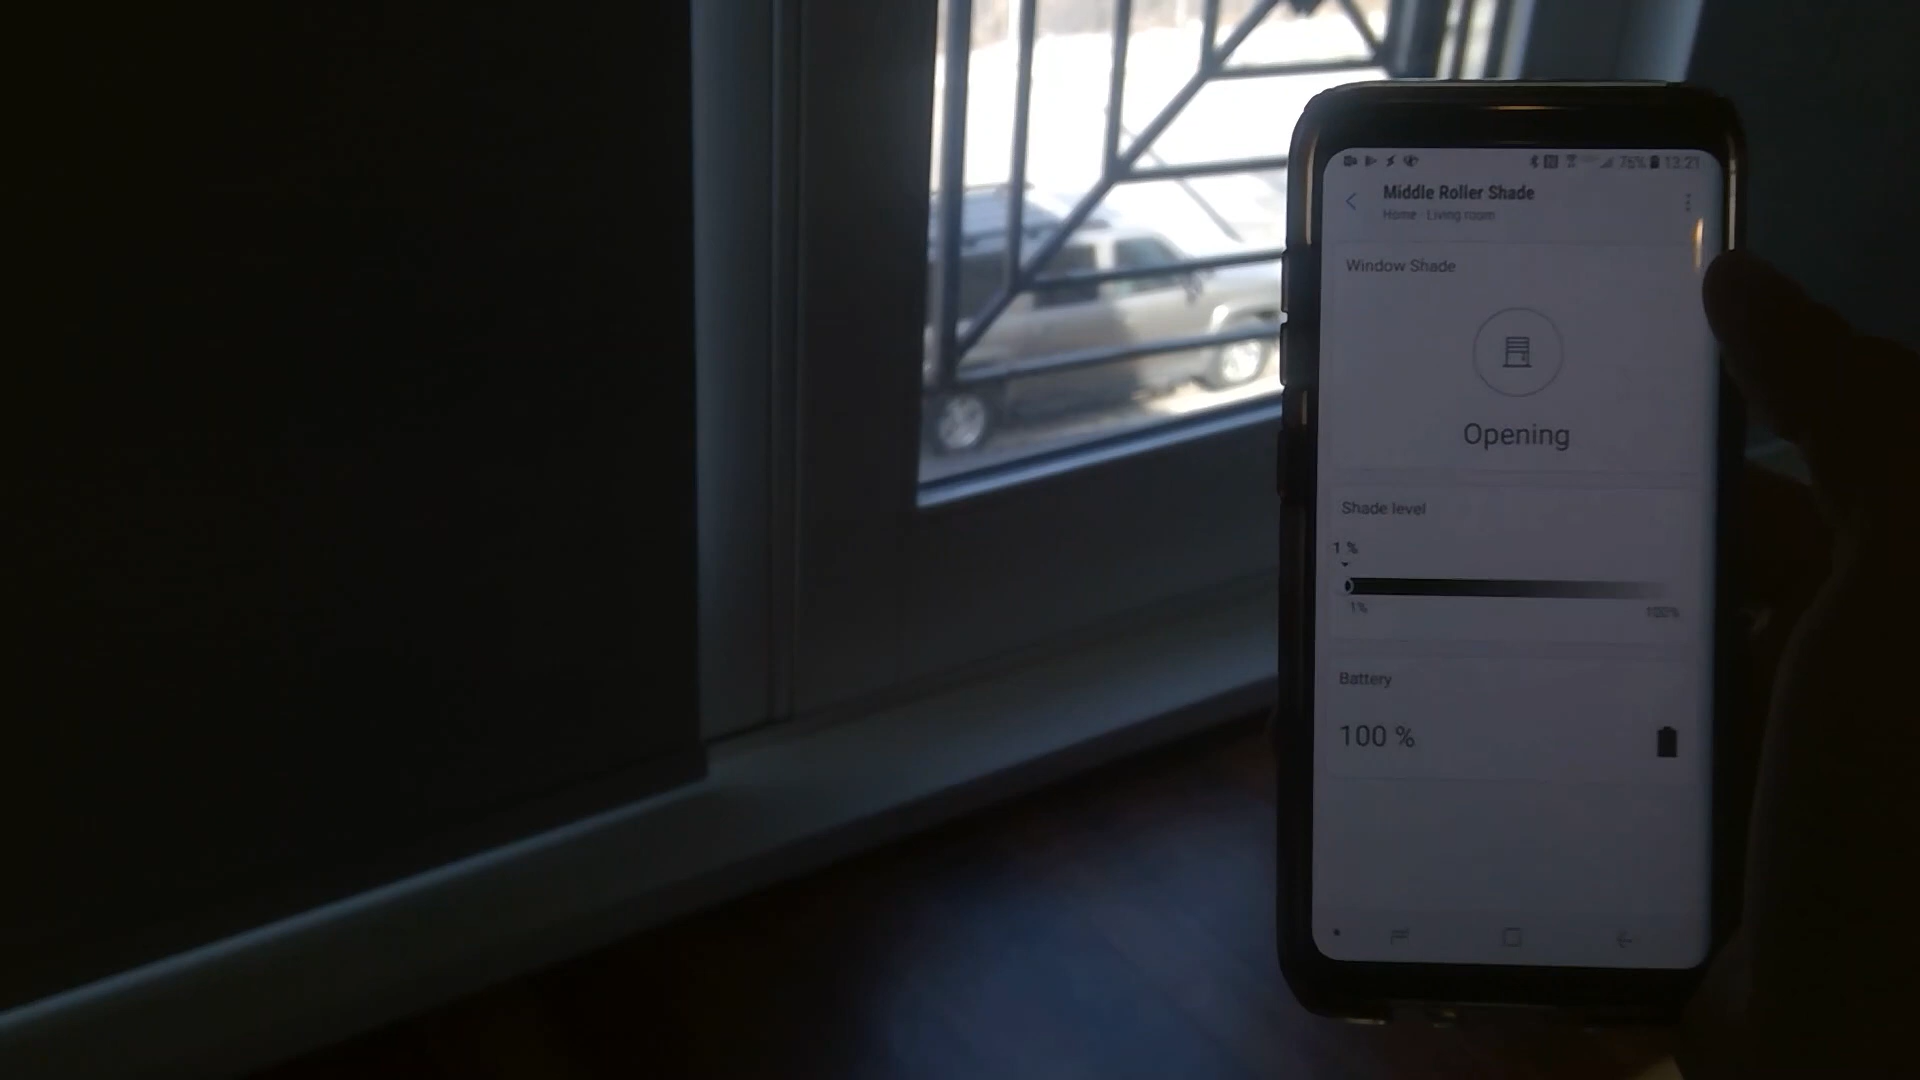 76% 13:21
Middle Roller Shade
Home · Living room
Window Shade
Opening
Shade level
1 %
1%
100%
Battery
100 %